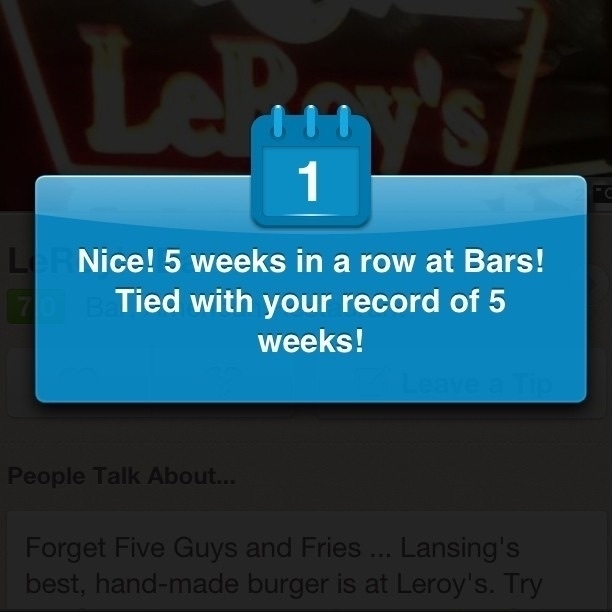 LeRoy's
1
Nice! 5 weeks in a row at Bars!
Tied with your record of 5
weeks!
Leave a Tip
People Talk About...
Forget Five Guys and Fries ... Lansing's
best, hand-made burger is at Leroy's. Try